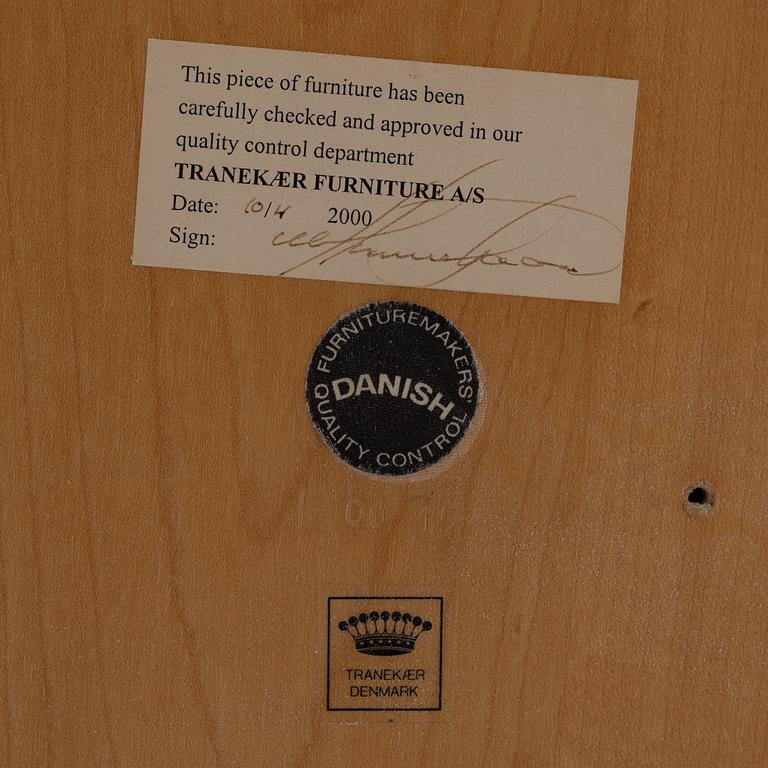 This piece of furniture has been
carefully checked and approved in our
quality control department
TRANEKÆR FURNITURE A/S
Date: 10/4 2000
Sign:
FURNITUREMAKERS'
DANISH
QUALITY CONTROL
TRANEKÆR
DENMARK